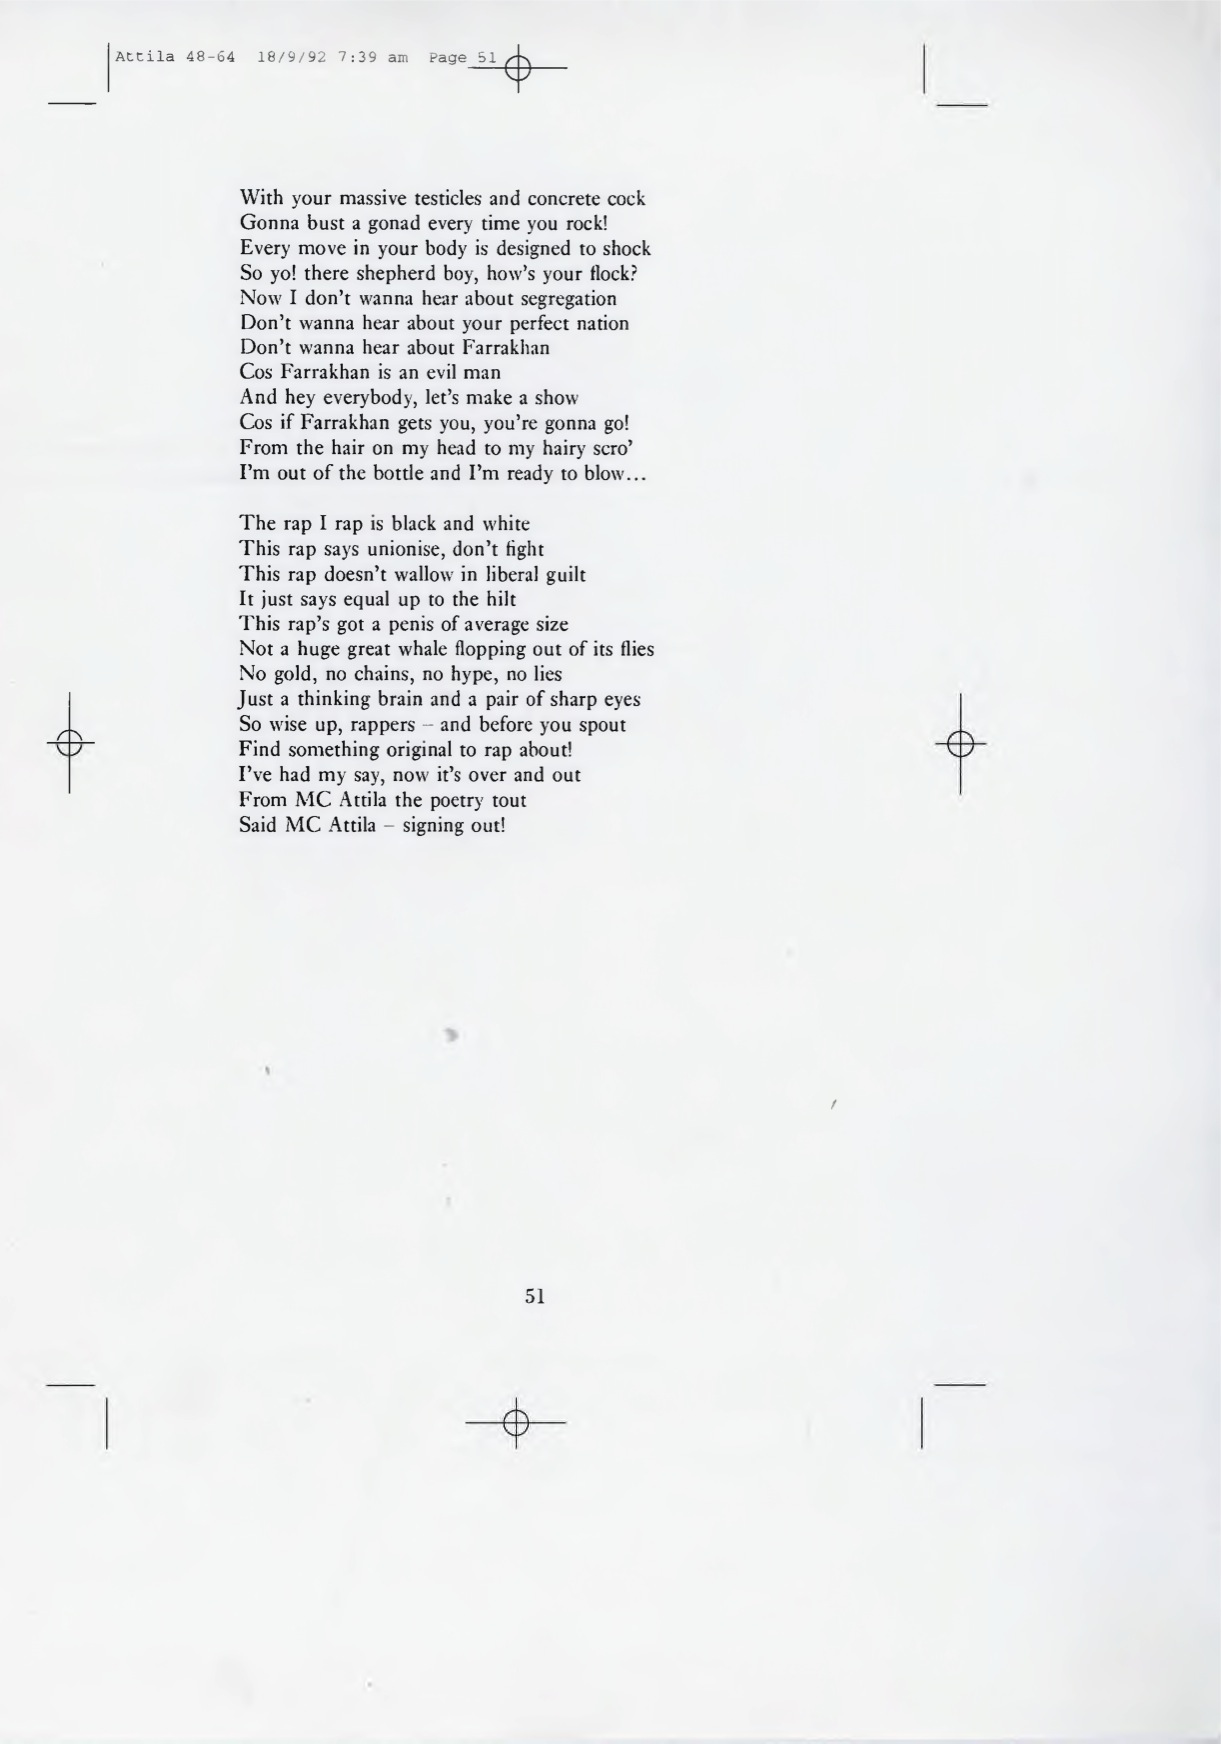 Attila 48-64 18/9/92 7:39 am Page 51
With your massive testicles and concrete cock
Gonna bust a gonad every time you rock!
Every move in your body is designed to shock
So yo! there shepherd boy, how's your flock?
Now I don't wanna hear about segregation
Don't wanna hear about your perfect nation
Don't wanna hear about Farrakhan
Cos Farrakhan is an evil man
And hey everybody, let's make a show
Cos if Farrakhan gets you, you're gonna go!
From the hair on my head to my hairy scro'
I'm out of the bottle and I'm ready to blow...

The rap I rap is black and white
This rap says unionise, don't fight
This rap doesn't wallow in liberal guilt
It just says equal up to the hilt
This rap's got a penis of average size
Not a huge great whale flopping out of its flies
No gold, no chains, no hype, no lies
Just a thinking brain and a pair of sharp eyes
So wise up, rappers – and before you spout
Find something original to rap about!
I've had my say, now it's over and out
From MC Attila the poetry tout
Said MC Attila – signing out!

51